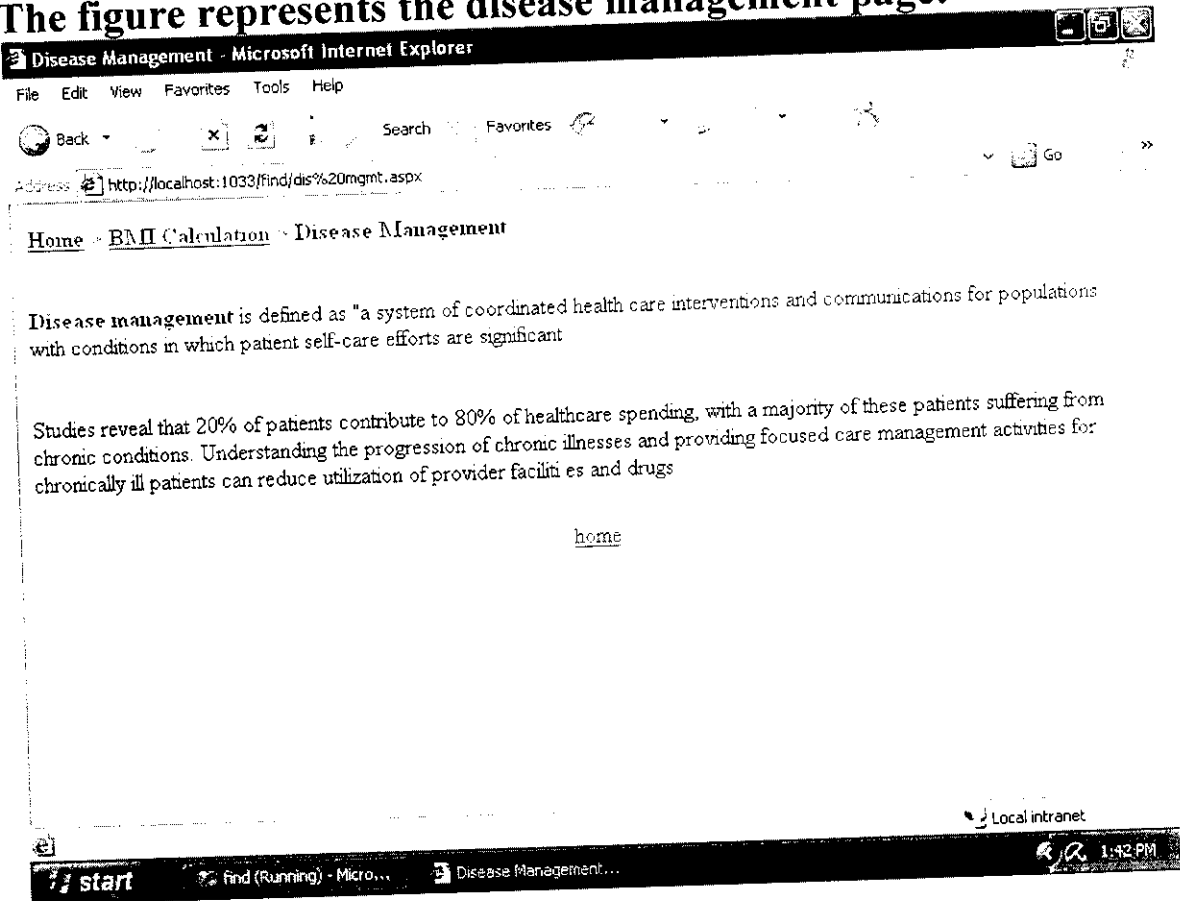 The figure represents the disease management page.
Disease Management - Microsoft Internet Explorer
File Edit View Favorites Tools Help
Back Search Favorites
Address http://localhost:1033/find/dis%20mgmt.aspx Go »
Home > BMI Calculation > Disease Management
Disease management is defined as "a system of coordinated health care interventions and communications for populations
with conditions in which patient self-care efforts are significant
Studies reveal that 20% of patients contribute to 80% of healthcare spending, with a majority of these patients suffering from
chronic conditions. Understanding the progression of chronic illnesses and providing focused care management activities for
chronically ill patients can reduce utilization of provider faciliti es and drugs
home
Local intranet
start find (Running) - Micro... Disease Management... 1:42 PM